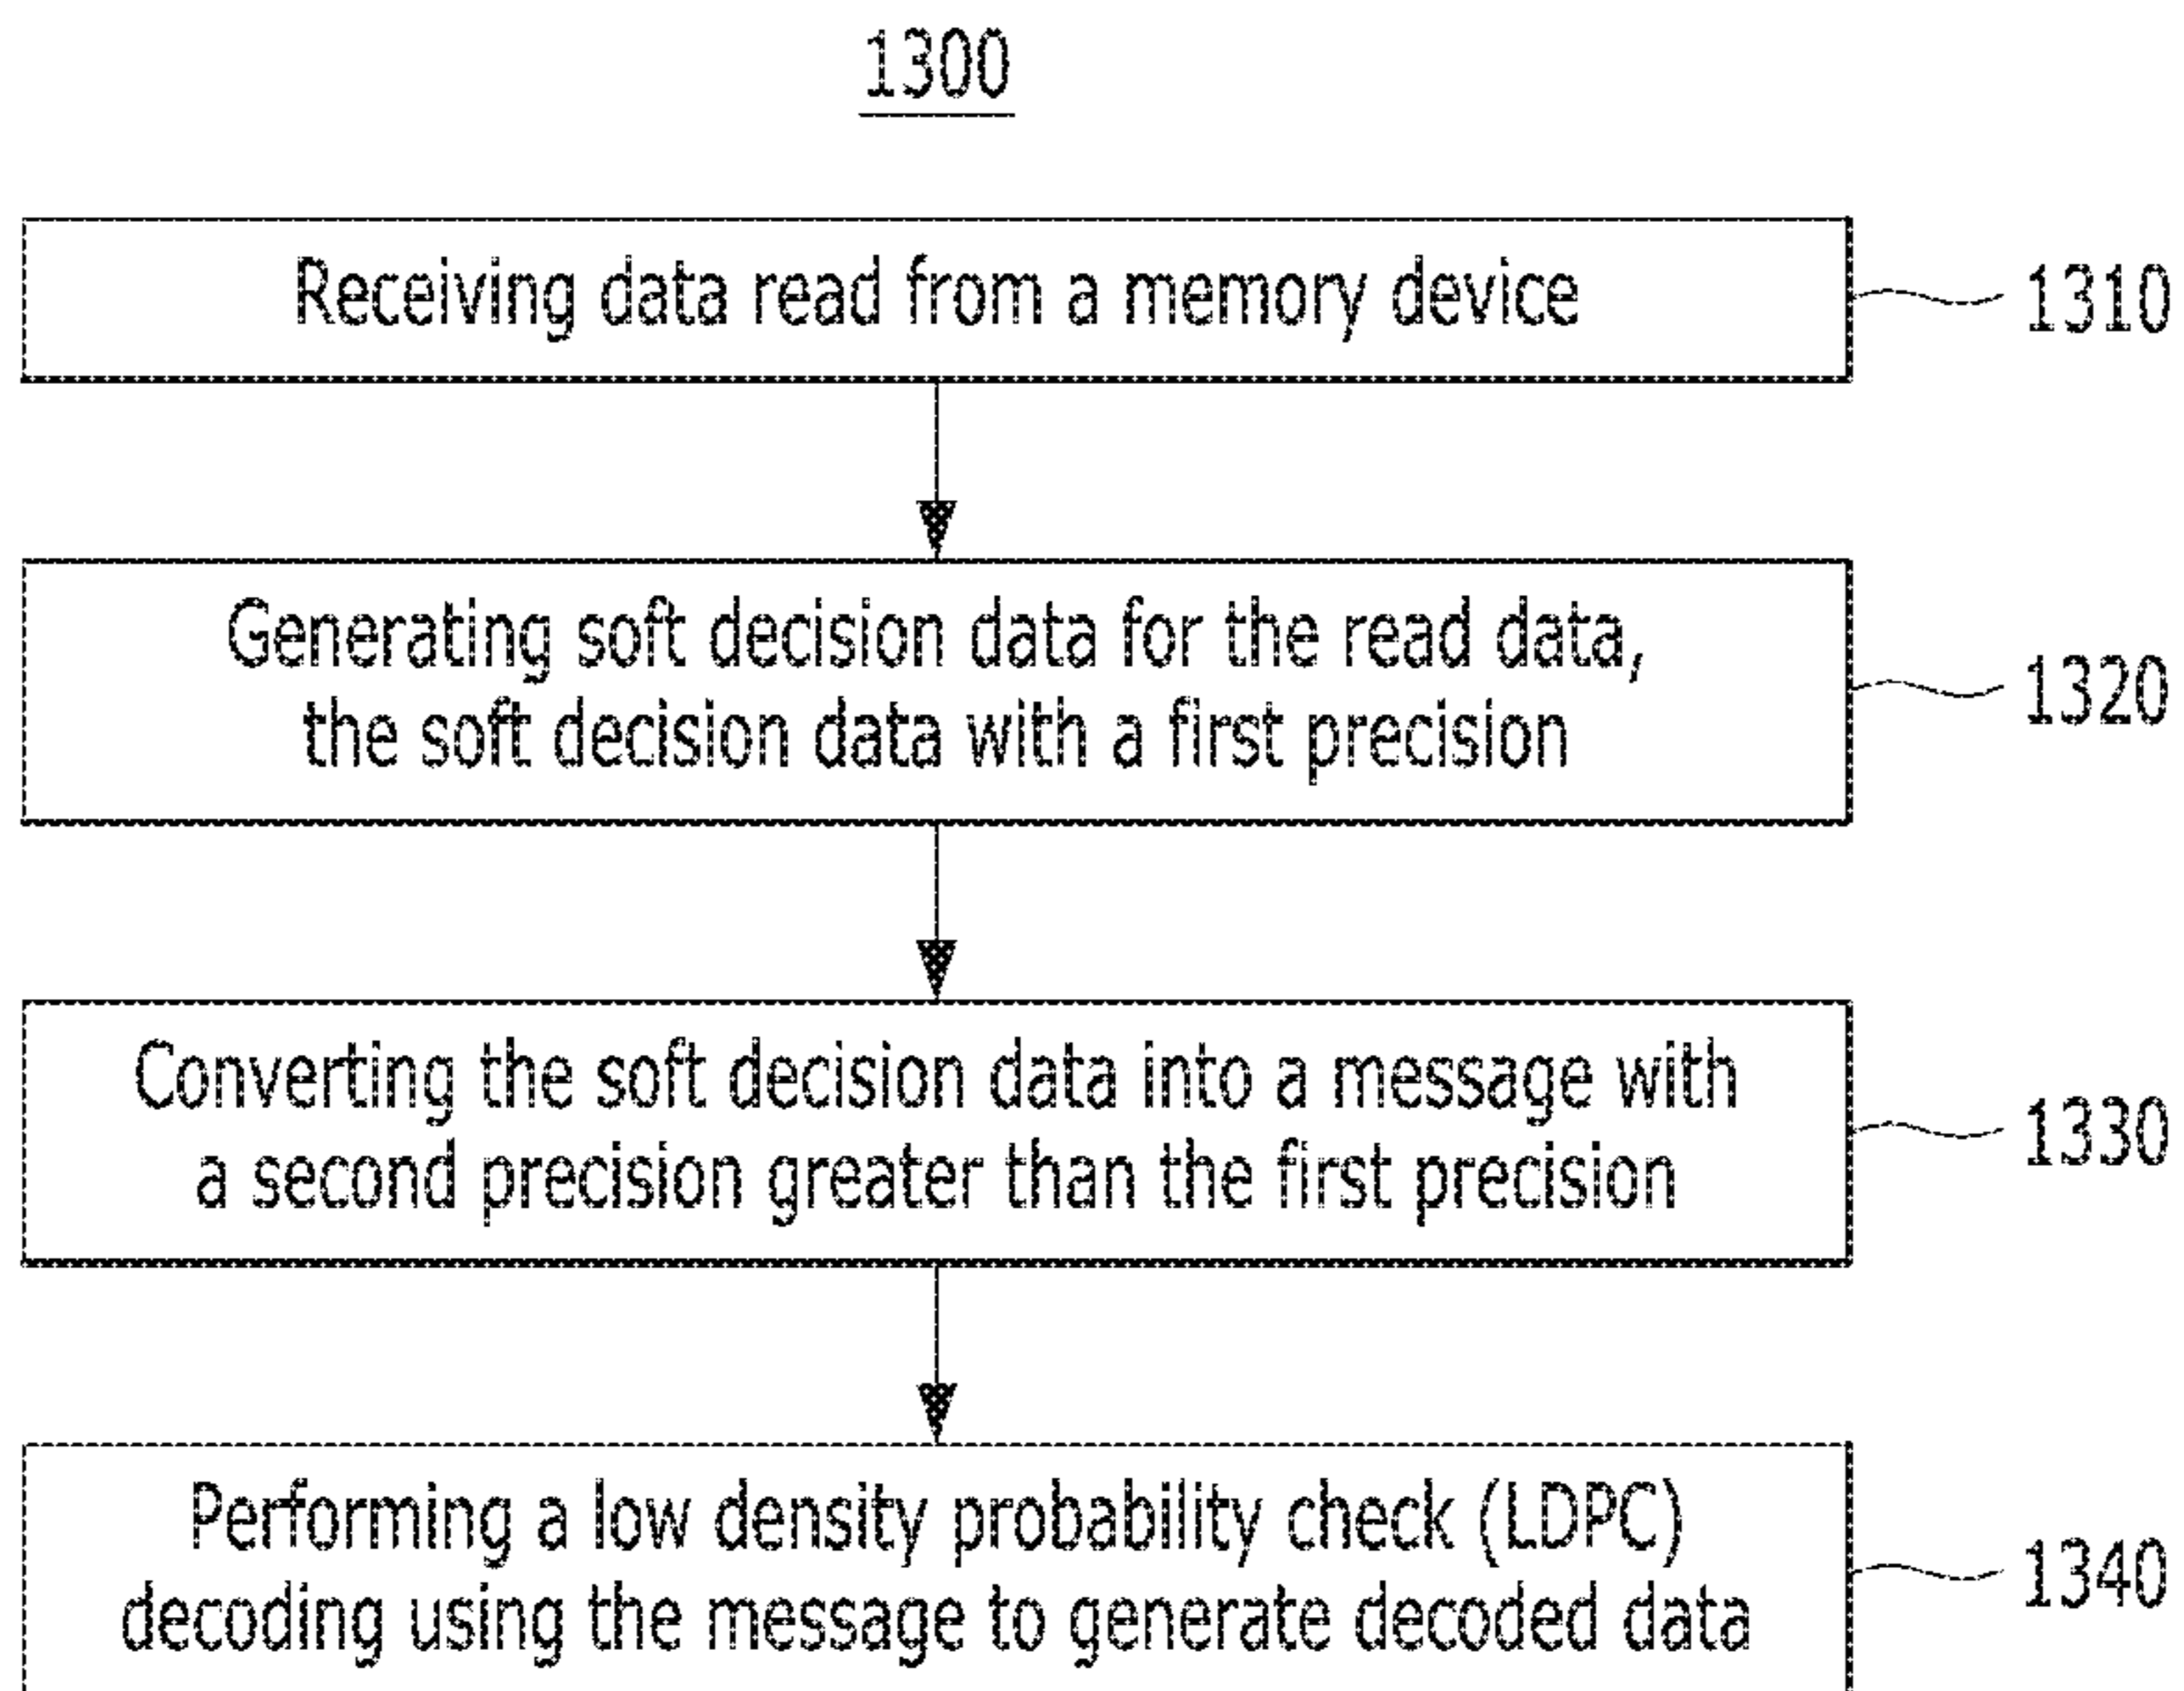 1300
Receiving data read from a memory device
1310
Generating soft decision data for the read data,
the soft decision data with a first precision
1320
Converting the soft decision data into a message with
a second precision greater than the first precision
1330
Performing a low density probability check (LDPC)
decoding using the message to generate decoded data
1340